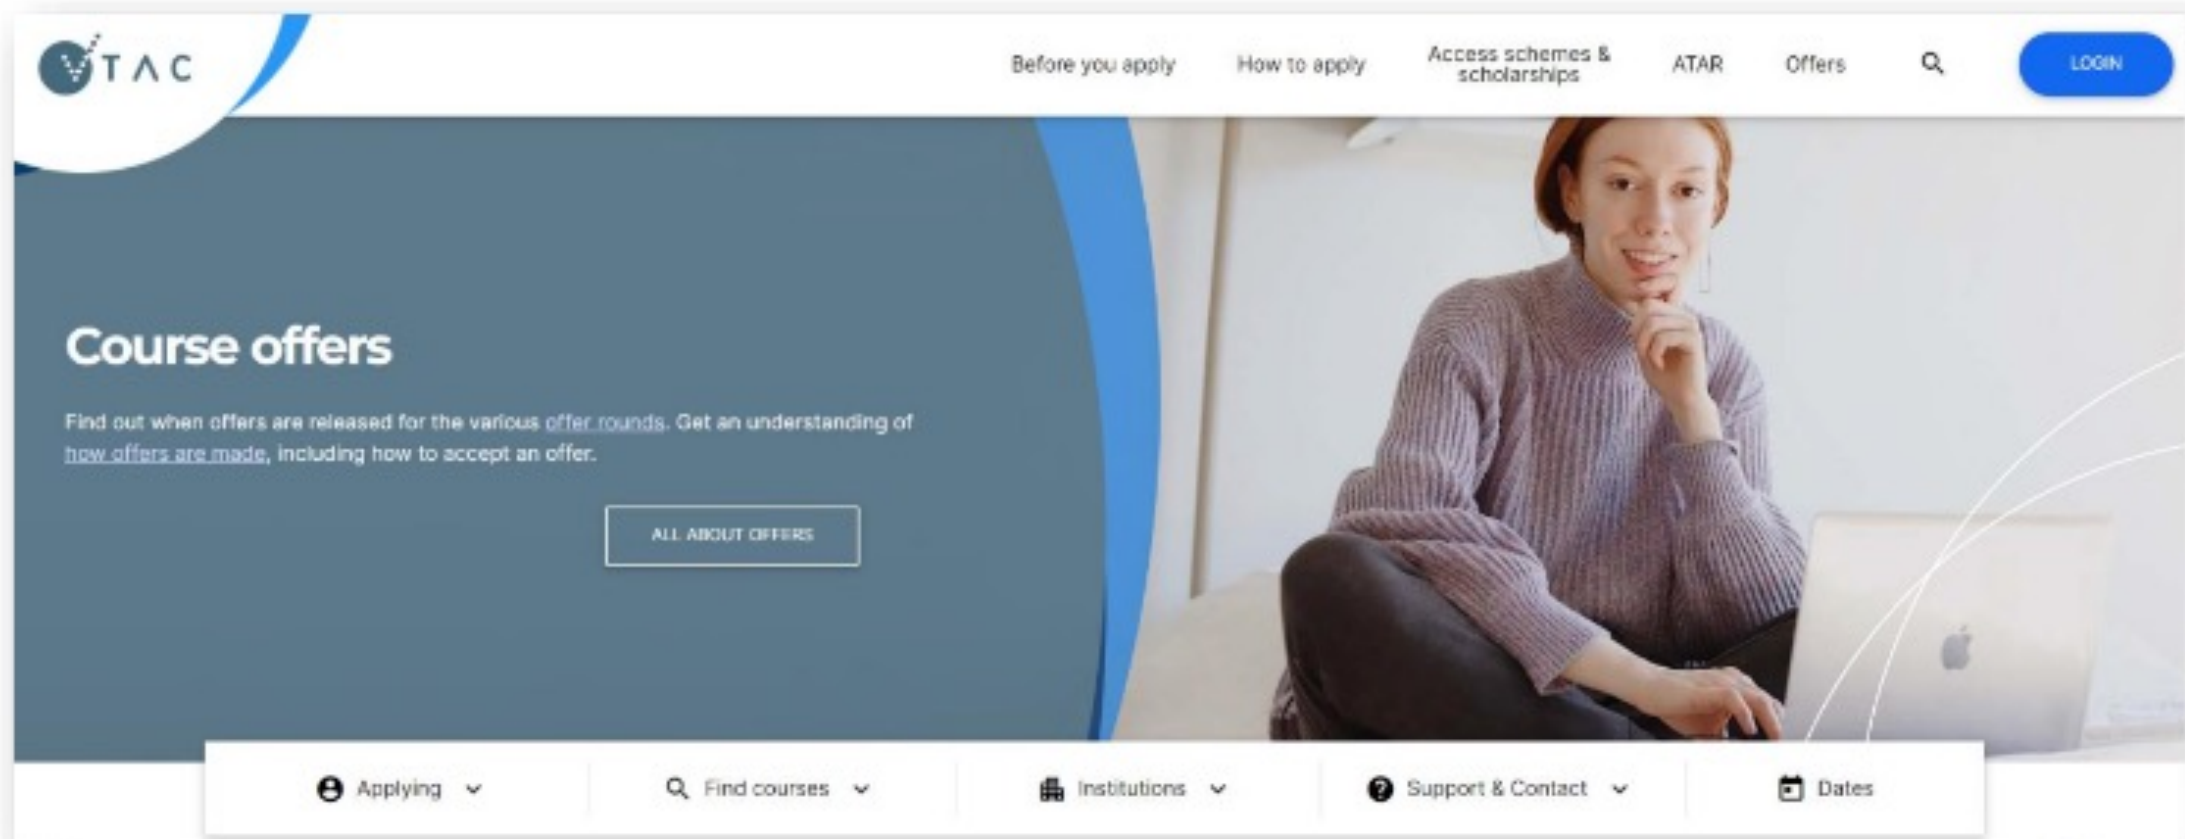 VTAC
Before you apply
How to apply
Access schemes &
scholarships
ATAR
Offers
LOGIN
Course offers
Find out when offers are released for the various offer rounds. Get an understanding of
how offers are made, including how to accept an offer.
ALL ABOUT OFFERS
Applying
Find courses
Institutions
Support & Contact
Dates